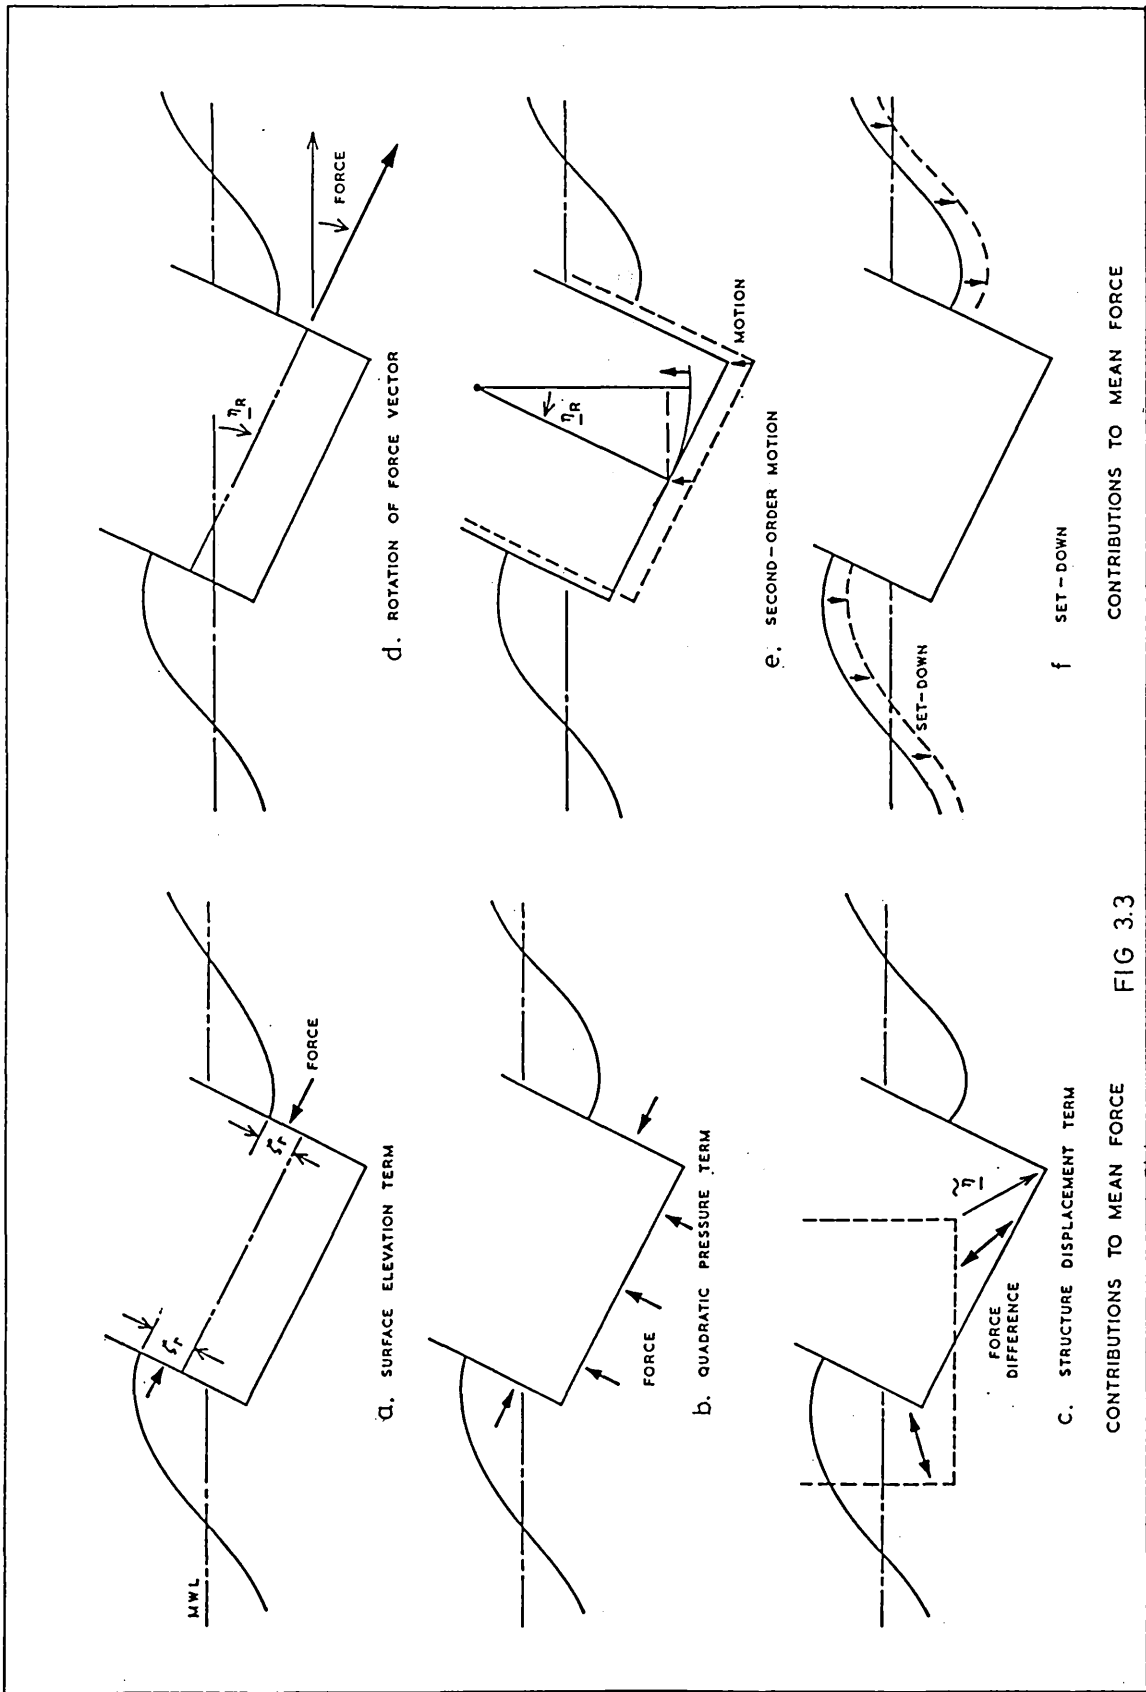 MWL
ζr
ζr
FORCE
a. SURFACE ELEVATION TERM
FORCE
b. QUADRATIC PRESSURE TERM
FORCE
DIFFERENCE
η̃
c. STRUCTURE DISPLACEMENT TERM
CONTRIBUTIONS TO MEAN FORCE
FIG 3.3
ηR
FORCE
d. ROTATION OF FORCE VECTOR
ηR
MOTION
e. SECOND-ORDER MOTION
SET-DOWN
f SET-DOWN
CONTRIBUTIONS TO MEAN FORCE